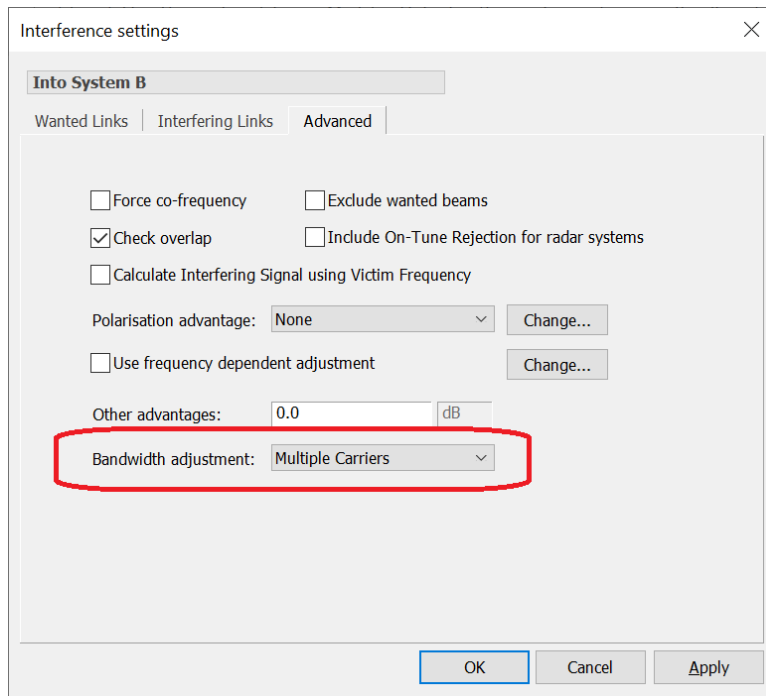 Interference settings
Into System B
Wanted Links Interfering Links Advanced
Force co-frequency Exclude wanted beams
Check overlap Include On-Tune Rejection for radar systems
Calculate Interfering Signal using Victim Frequency
Polarisation advantage: None Change...
Use frequency dependent adjustment Change...
Other advantages: 0.0 dB
Bandwidth adjustment: Multiple Carriers
OK Cancel Apply